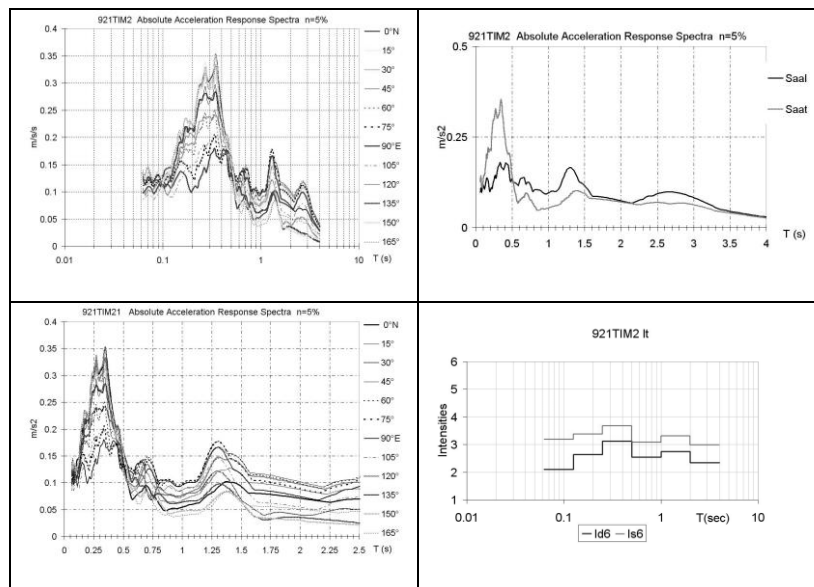 921TIM2 Absolute Acceleration Response Spectra n=5%
m/s/s
0.4
0.35
0.3
0.25
0.2
0.15
0.1
0.05
0
0.01
0.1
1
10
T (s)
0°N
15°
30°
45°
60°
75°
90°E
105°
120°
135°
150°
165°
921TIM2 Absolute Acceleration Response Spectra n=5%
m/s2
0.5
0.25
0
0 0.5 1 1.5 2 2.5 3 3.5 4
T (s)
Saal
Saat
921TIM21 Absolute Acceleration Response Spectra n=5%
m/s2
0.4
0.35
0.3
0.25
0.2
0.15
0.1
0.05
0
0 0.25 0.5 0.75 1 1.25 1.5 1.75 2 2.25 2.5
T (s)
0°N
15°
30°
45°
60°
75°
90°E
105°
120°
135°
150°
165°
921TIM2 It
Intensities
6
5
4
3
2
1
0.01 0.1 1 10
T(sec)
Id6 Is6